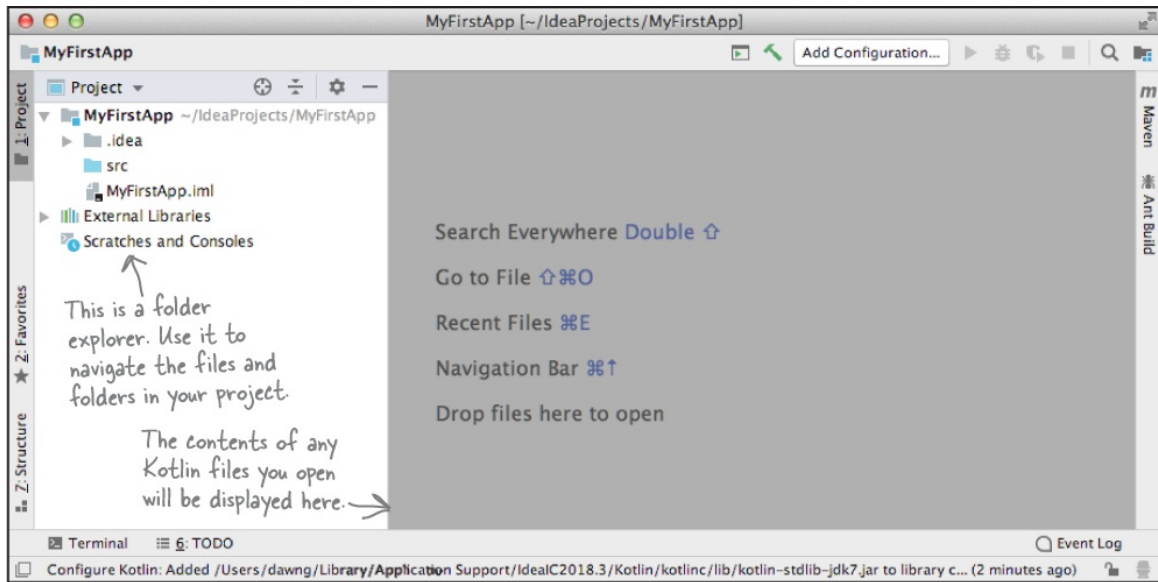 MyFirstApp [~/IdeaProjects/MyFirstApp]
MyFirstApp
Add Configuration...
1: Project
Project
MyFirstApp ~/IdeaProjects/MyFirstApp
.idea
src
MyFirstApp.iml
External Libraries
Scratches and Consoles
This is a folder
explorer. Use it to
navigate the files and
folders in your project.
The contents of any
Kotlin files you open
will be displayed here.
2: Favorites
7: Structure
Search Everywhere Double ⇧
Go to File ⇧⌘O
Recent Files ⌘E
Navigation Bar ⌘↑
Drop files here to open
m
Maven
Ant Build
Terminal
6: TODO
Event Log
Configure Kotlin: Added /Users/dawng/Library/Application Support/IdeaIC2018.3/Kotlin/kotlinc/lib/kotlin-stdlib-jdk7.jar to library c... (2 minutes ago)